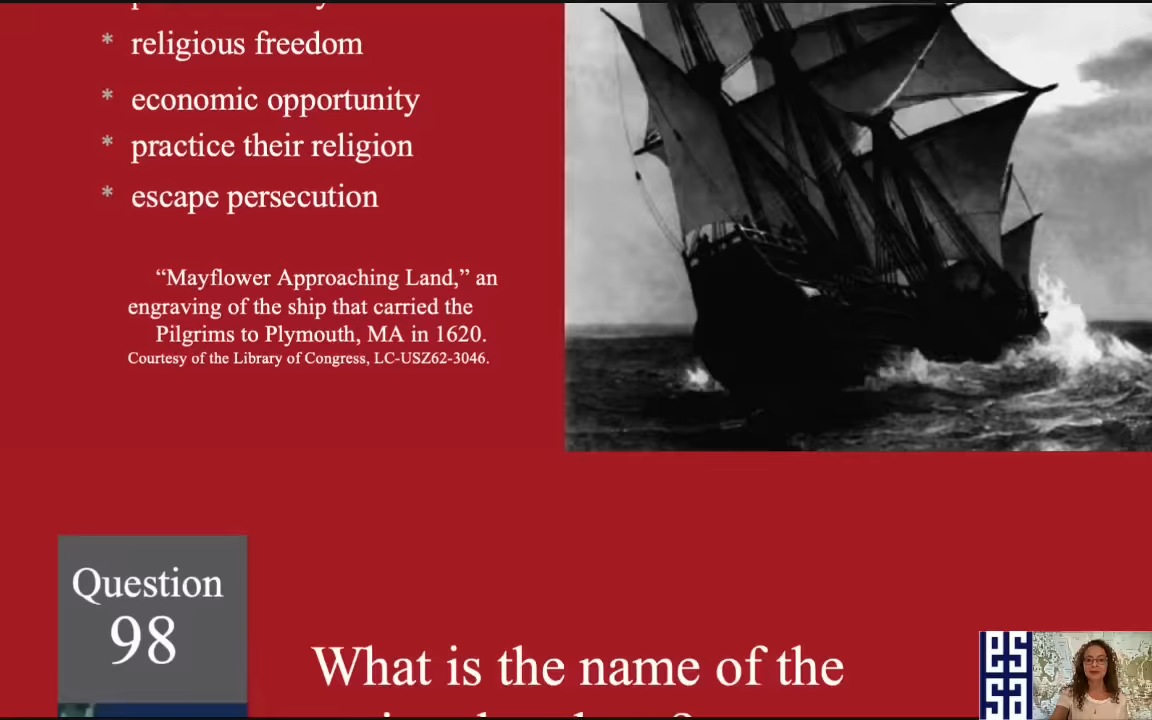 * religious freedom
* economic opportunity
* practice their religion
* escape persecution
“Mayflower Approaching Land,” an
engraving of the ship that carried the
Pilgrims to Plymouth, MA in 1620.
Courtesy of the Library of Congress, LC-USZ62-3046.
Question
98
What is the name of the